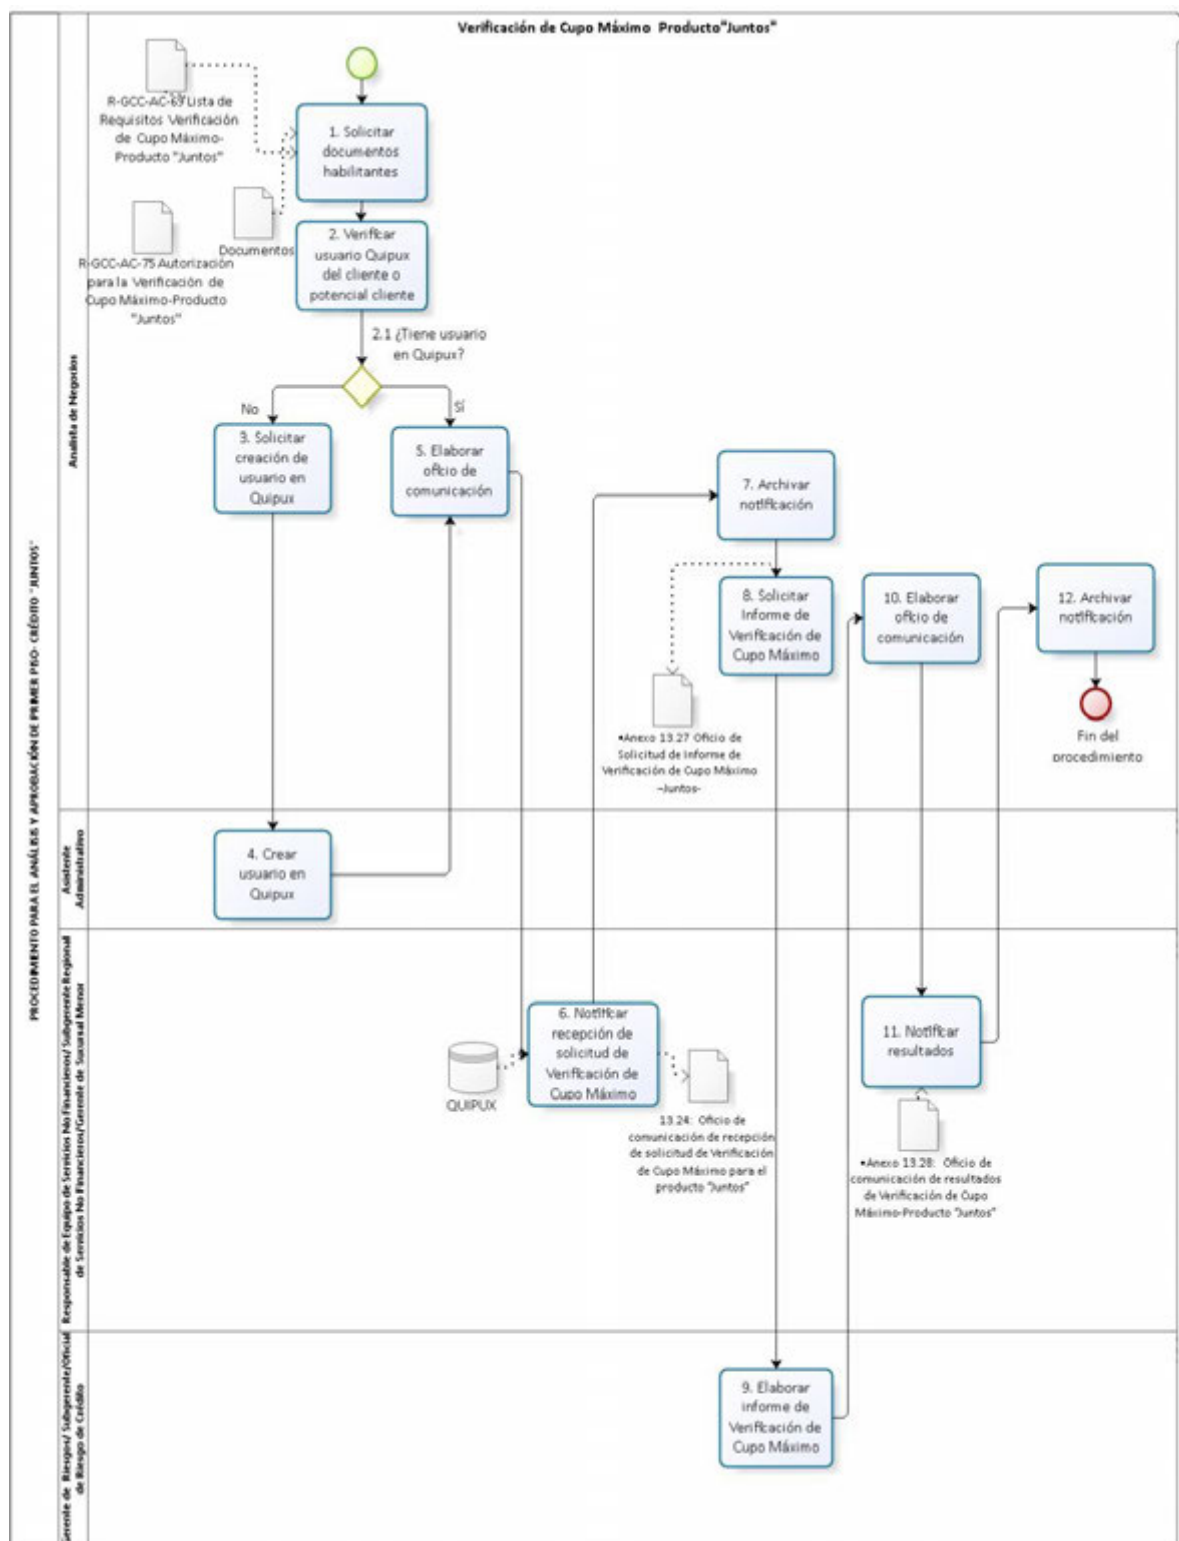 Verificación de Cupo Máximo Producto"Juntos"
PROCEDIMIENTO PARA EL ANÁLISIS Y APROBACIÓN DE PRIMER PISO- CRÉDITO "JUNTOS"
Analista de Negocios
R-GCC-AC-69 Lista de
Requisitos Verificación
de Cupo Máximo-
Producto "Juntos"
1. Solicitar
documentos
habilitantes
Documentos
R-GCC-AC-75 Autorización
para la Verificación de
Cupo Máximo-Producto
"Juntos"
2. Verificar
usuario Quipux
del cliente o
potencial cliente
2.1 ¿Tiene usuario
en Quipux?
No
Sí
3. Solicitar
creación de
usuario en
Quipux
5. Elaborar
oficio de
comunicación
7. Archivar
notificación
8. Solicitar
Informe de
Verificación de
Cupo Máximo
10. Elaborar
oficio de
comunicación
12. Archivar
notificación
•Anexo 13.27 Oficio de
Solicitud de Informe de
Verificación de Cupo Máximo
-Juntos-
Fin del
procedimiento
Asistente
Administrativo
4. Crear
usuario en
Quipux
Responsable de Equipo de Servicios No Financieros/ Subgerente Regional
de Servicios No Financieros/Gerente de Sucursal Menor
6. Notificar
recepción de
solicitud de
Verificación de
Cupo Máximo
QUIPUX
13.24: Oficio de
comunicación de recepción
de solicitud de Verificación
de Cupo Máximo para el
producto "Juntos"
11. Notificar
resultados
•Anexo 13.28: Oficio de
comunicación de resultados
de Verificación de Cupo
Máximo-Producto "Juntos"
Gerente de Riesgos/ Subgerente/Oficial
de Riesgo de Crédito
9. Elaborar
informe de
Verificación de
Cupo Máximo